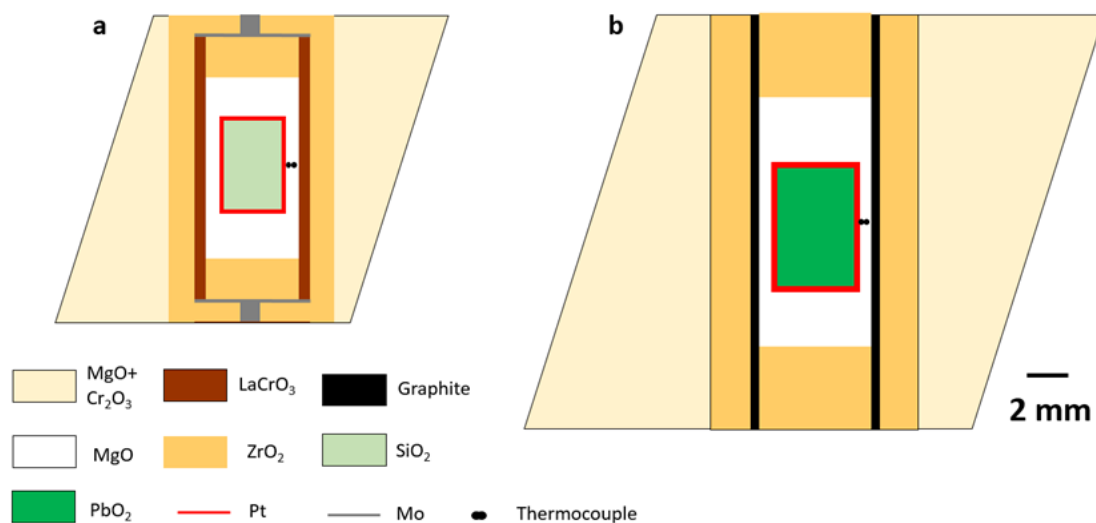 a
b
2 mm
MgO+
Cr₂O₃
LaCrO₃
Graphite
MgO
ZrO₂
SiO₂
PbO₂
Pt
Mo
Thermocouple